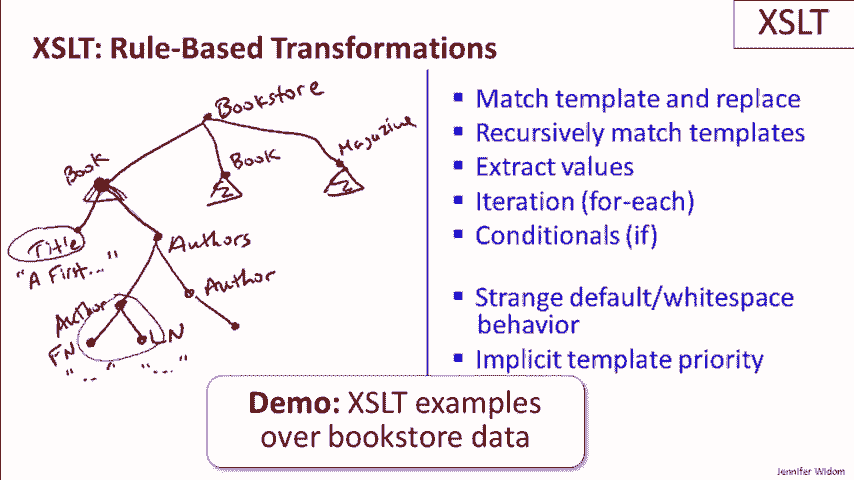 XSLT
XSLT: Rule-Based Transformations
Bookstore
Book
Book
Magazine
Title
"A First..."
Authors
Author
Author
FN
LN
"..."
"..."
Match template and replace
Recursively match templates
Extract values
Iteration (for-each)
Conditionals (if)
Strange default/whitespace
behavior
Implicit template priority
Demo: XSLT examples
over bookstore data
Jennifer Widom